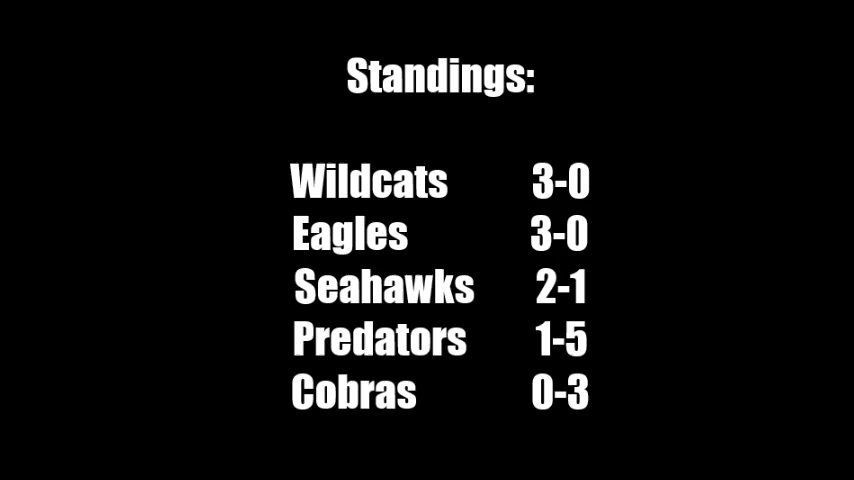 Standings:
Wildcats 3-0
Eagles 3-0
Seahawks 2-1
Predators 1-5
Cobras 0-3